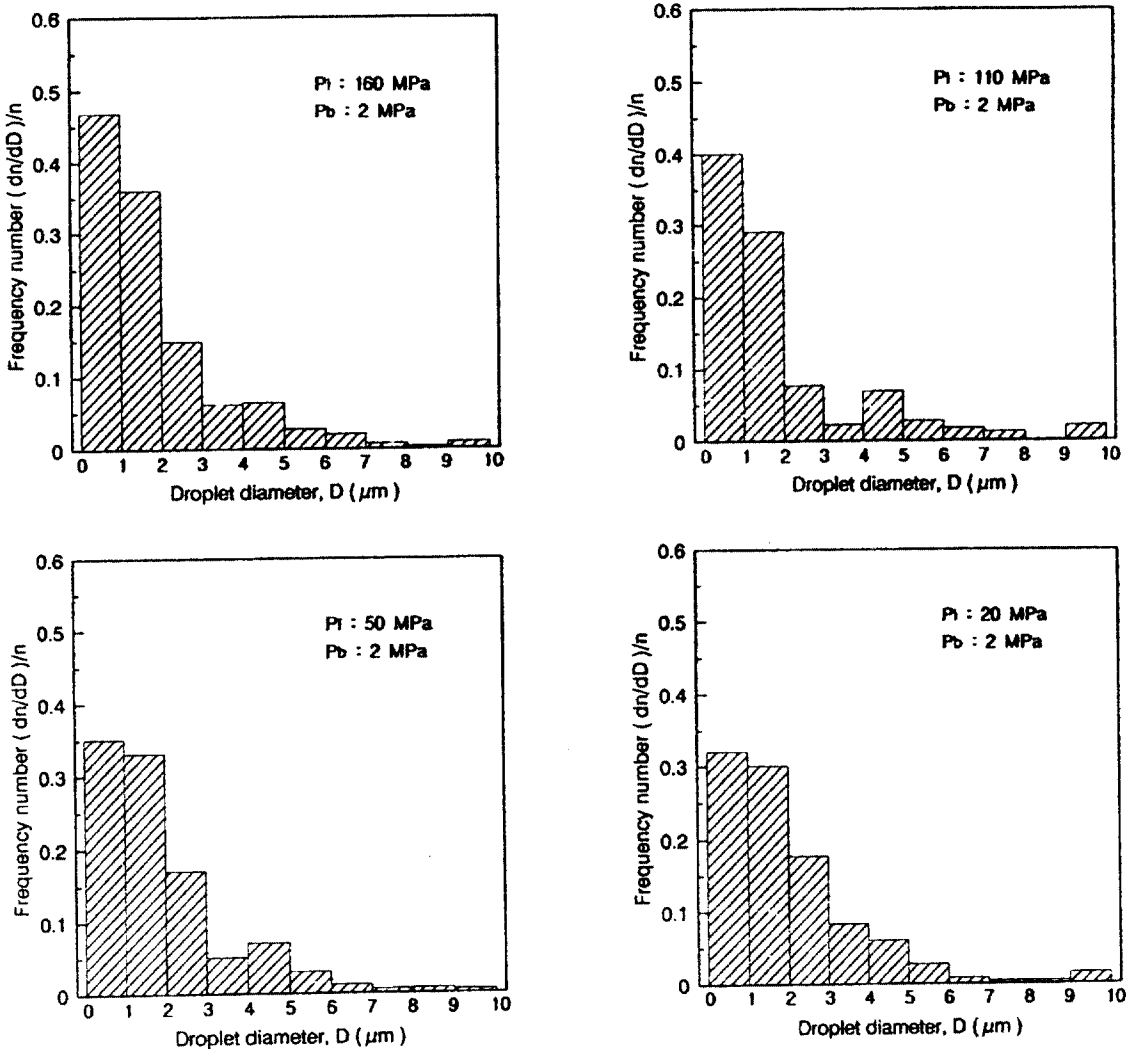 0.6
0.5
0.4
0.3
0.2
0.1
0
Frequency number ( dn/dD )/n
Pi : 160 MPa
Pb : 2 MPa
0 1 2 3 4 5 6 7 8 9 10
Droplet diameter, D ( μm )
0.6
0.5
0.4
0.3
0.2
0.1
0
Frequency number ( dn/dD )/n
Pi : 110 MPa
Pb : 2 MPa
0 1 2 3 4 5 6 7 8 9 10
Droplet diameter, D ( μm )
0.6
0.5
0.4
0.3
0.2
0.1
0
Frequency number ( dn/dD )/n
Pi : 50 MPa
Pb : 2 MPa
0 1 2 3 4 5 6 7 8 9 10
Droplet diameter, D ( μm )
0.6
0.5
0.4
0.3
0.2
0.1
0
Frequency number ( dn/dD )/n
Pi : 20 MPa
Pb : 2 MPa
0 1 2 3 4 5 6 7 8 9 10
Droplet diameter, D ( μm )